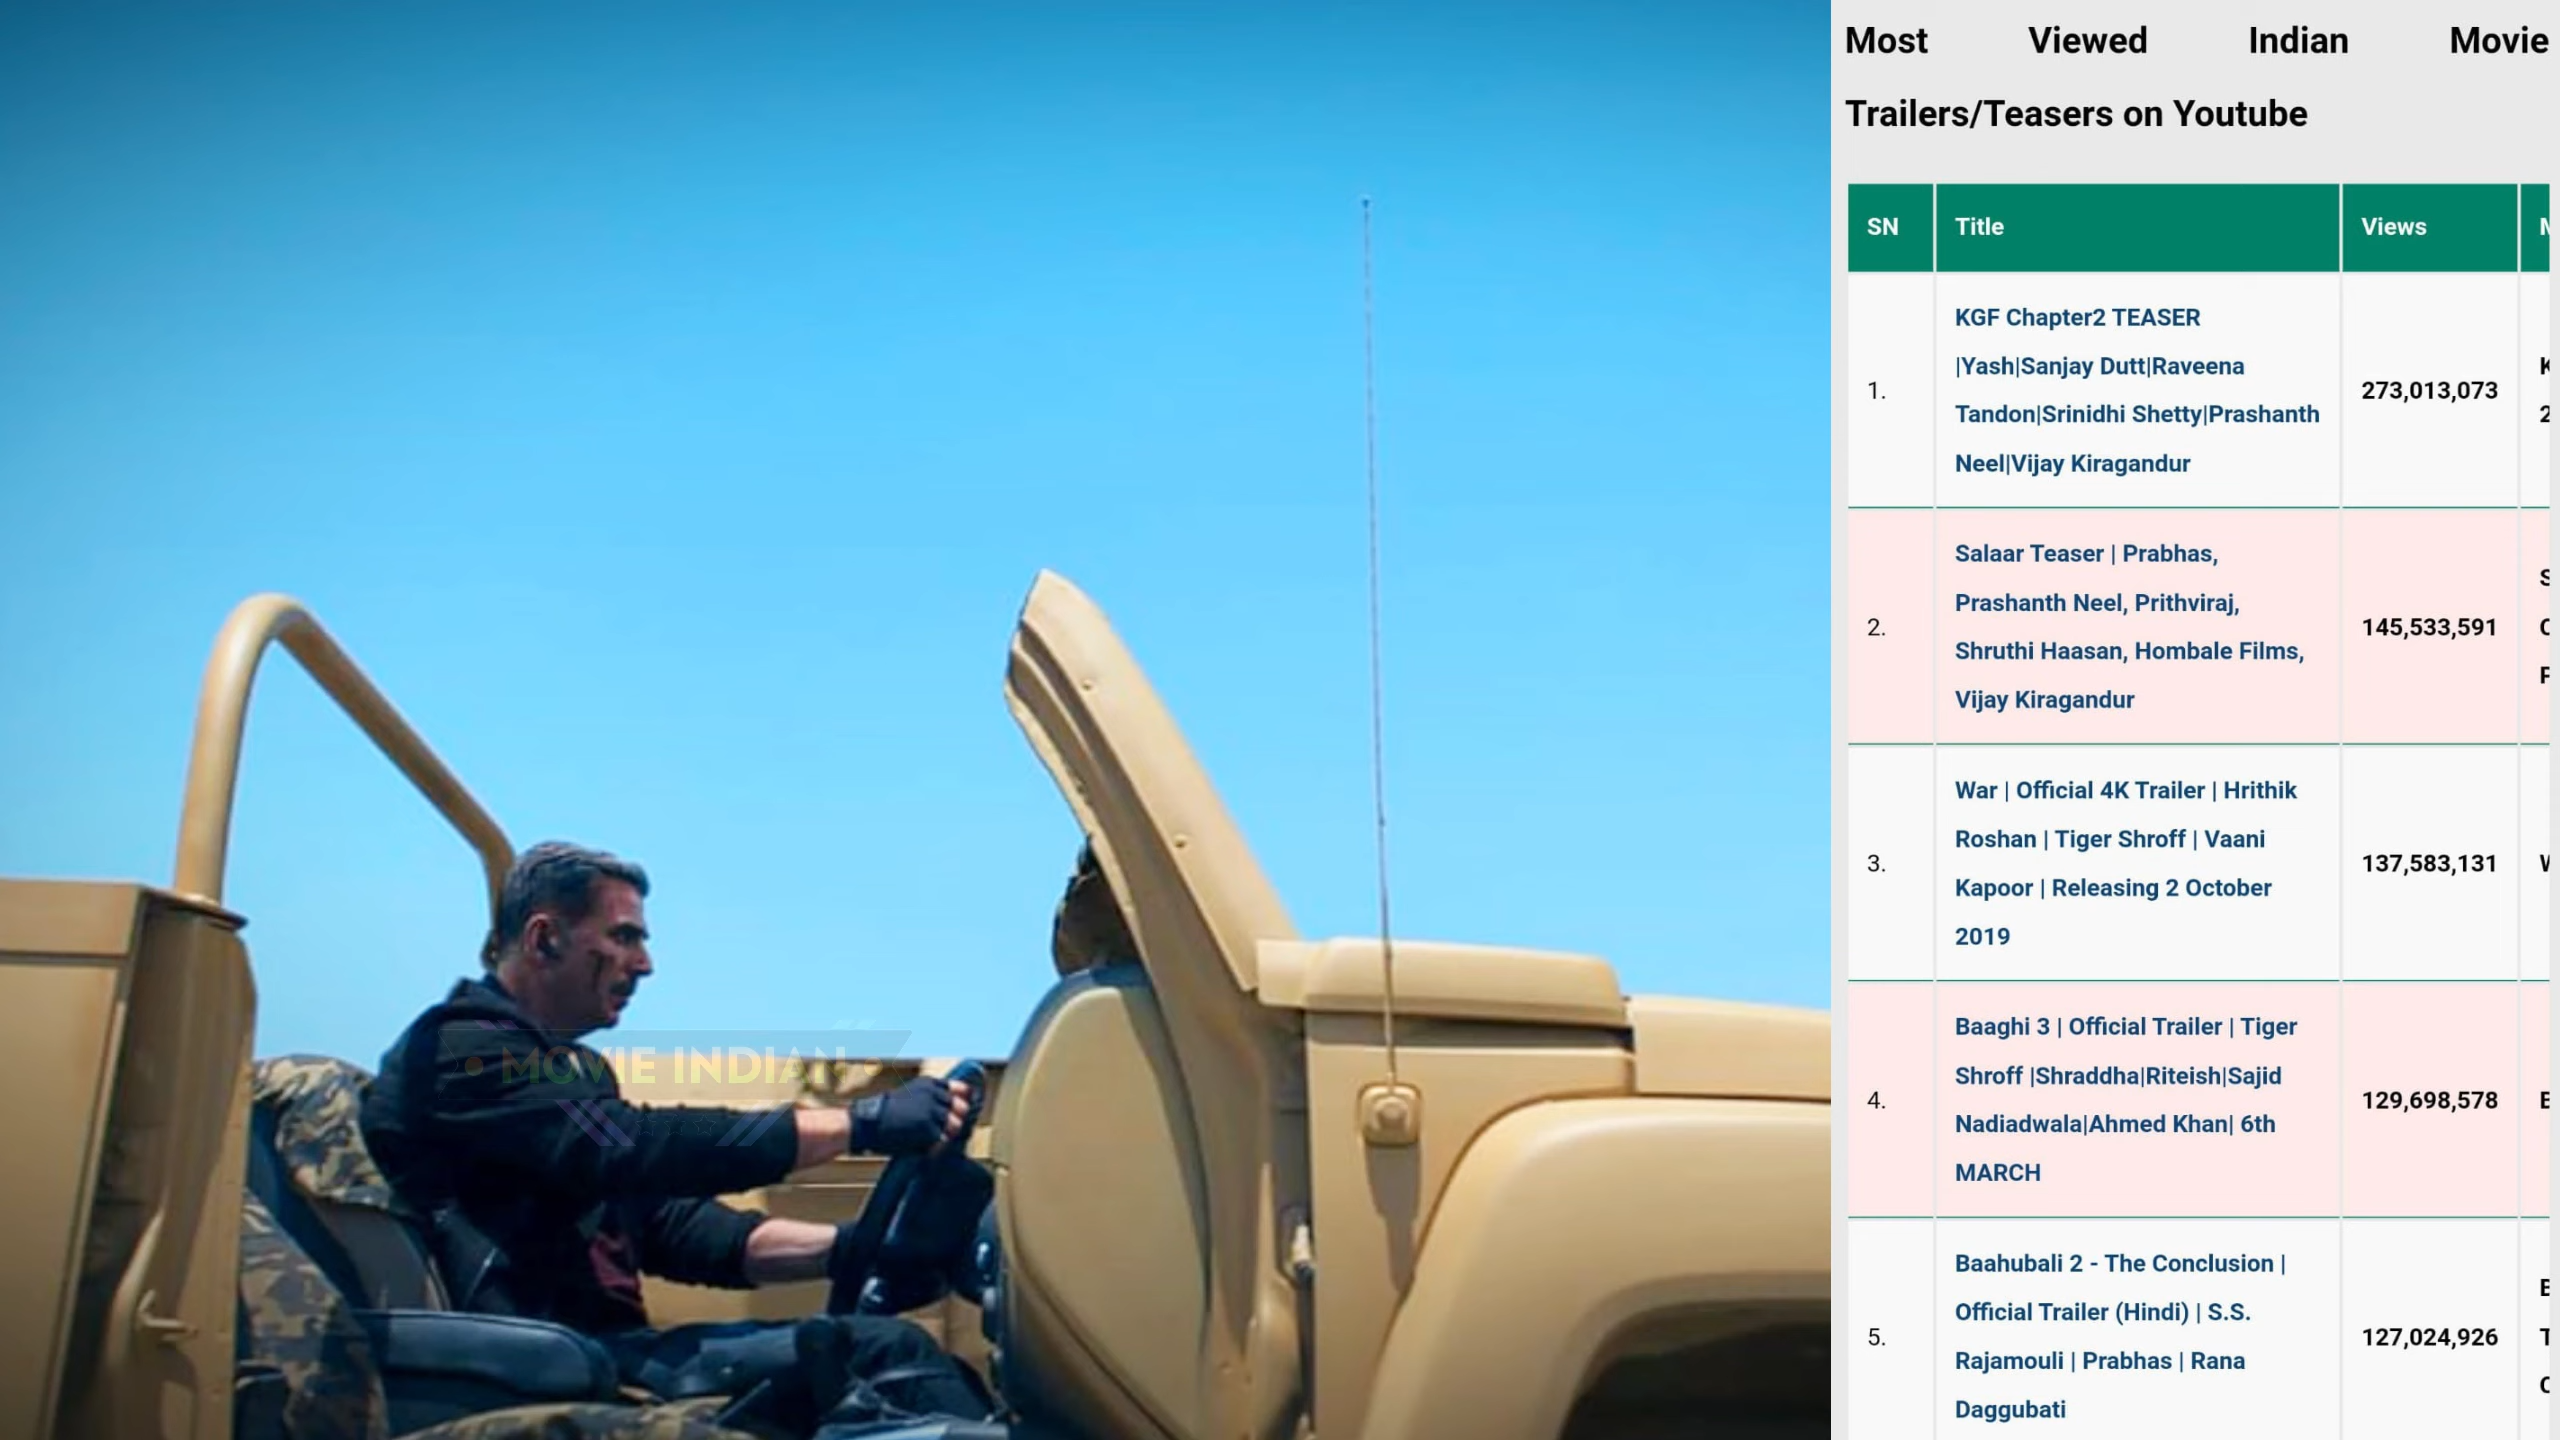 MOVIE INDIAN
Most Viewed Indian Movie
Trailers/Teasers on Youtube
SN Title Views
1. KGF Chapter2 TEASER
|Yash|Sanjay Dutt|Raveena
Tandon|Srinidhi Shetty|Prashanth
Neel|Vijay Kiragandur
273,013,073
2. Salaar Teaser | Prabhas,
Prashanth Neel, Prithviraj,
Shruthi Haasan, Hombale Films,
Vijay Kiragandur
145,533,591
3. War | Official 4K Trailer | Hrithik
Roshan | Tiger Shroff | Vaani
Kapoor | Releasing 2 October
2019
137,583,131
4. Baaghi 3 | Official Trailer | Tiger
Shroff |Shraddha|Riteish|Sajid
Nadiadwala|Ahmed Khan| 6th
MARCH
129,698,578
5. Baahubali 2 - The Conclusion |
Official Trailer (Hindi) | S.S.
Rajamouli | Prabhas | Rana
Daggubati
127,024,926